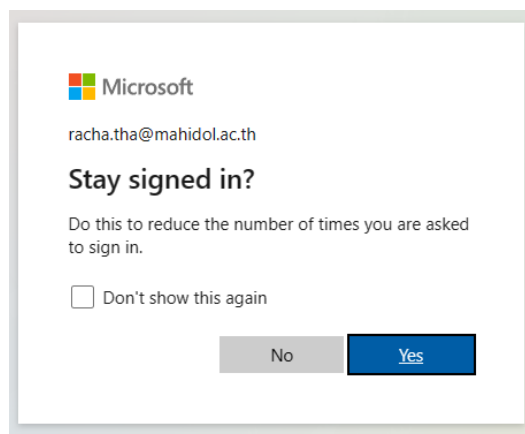 Microsoft
racha.tha@mahidol.ac.th
Stay signed in?
Do this to reduce the number of times you are asked
to sign in.
Don't show this again
No
Yes